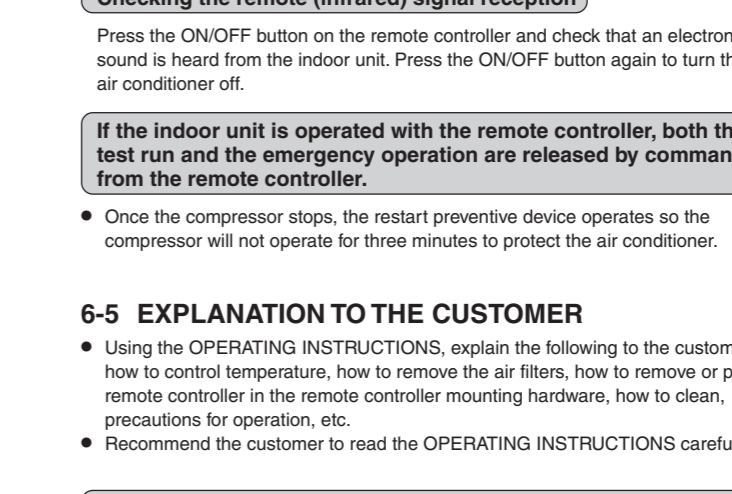 Checking the remote (infrared) signal reception
Press the ON/OFF button on the remote controller and check that an electron
sound is heard from the indoor unit. Press the ON/OFF button again to turn th
air conditioner off.
If the indoor unit is operated with the remote controller, both th
test run and the emergency operation are released by comman
from the remote controller.
● Once the compressor stops, the restart preventive device operates so the
compressor will not operate for three minutes to protect the air conditioner.
6-5 EXPLANATION TO THE CUSTOMER
● Using the OPERATING INSTRUCTIONS, explain the following to the custom
how to control temperature, how to remove the air filters, how to remove or p
remote controller in the remote controller mounting hardware, how to clean,
precautions for operation, etc.
● Recommend the customer to read the OPERATING INSTRUCTIONS carefu